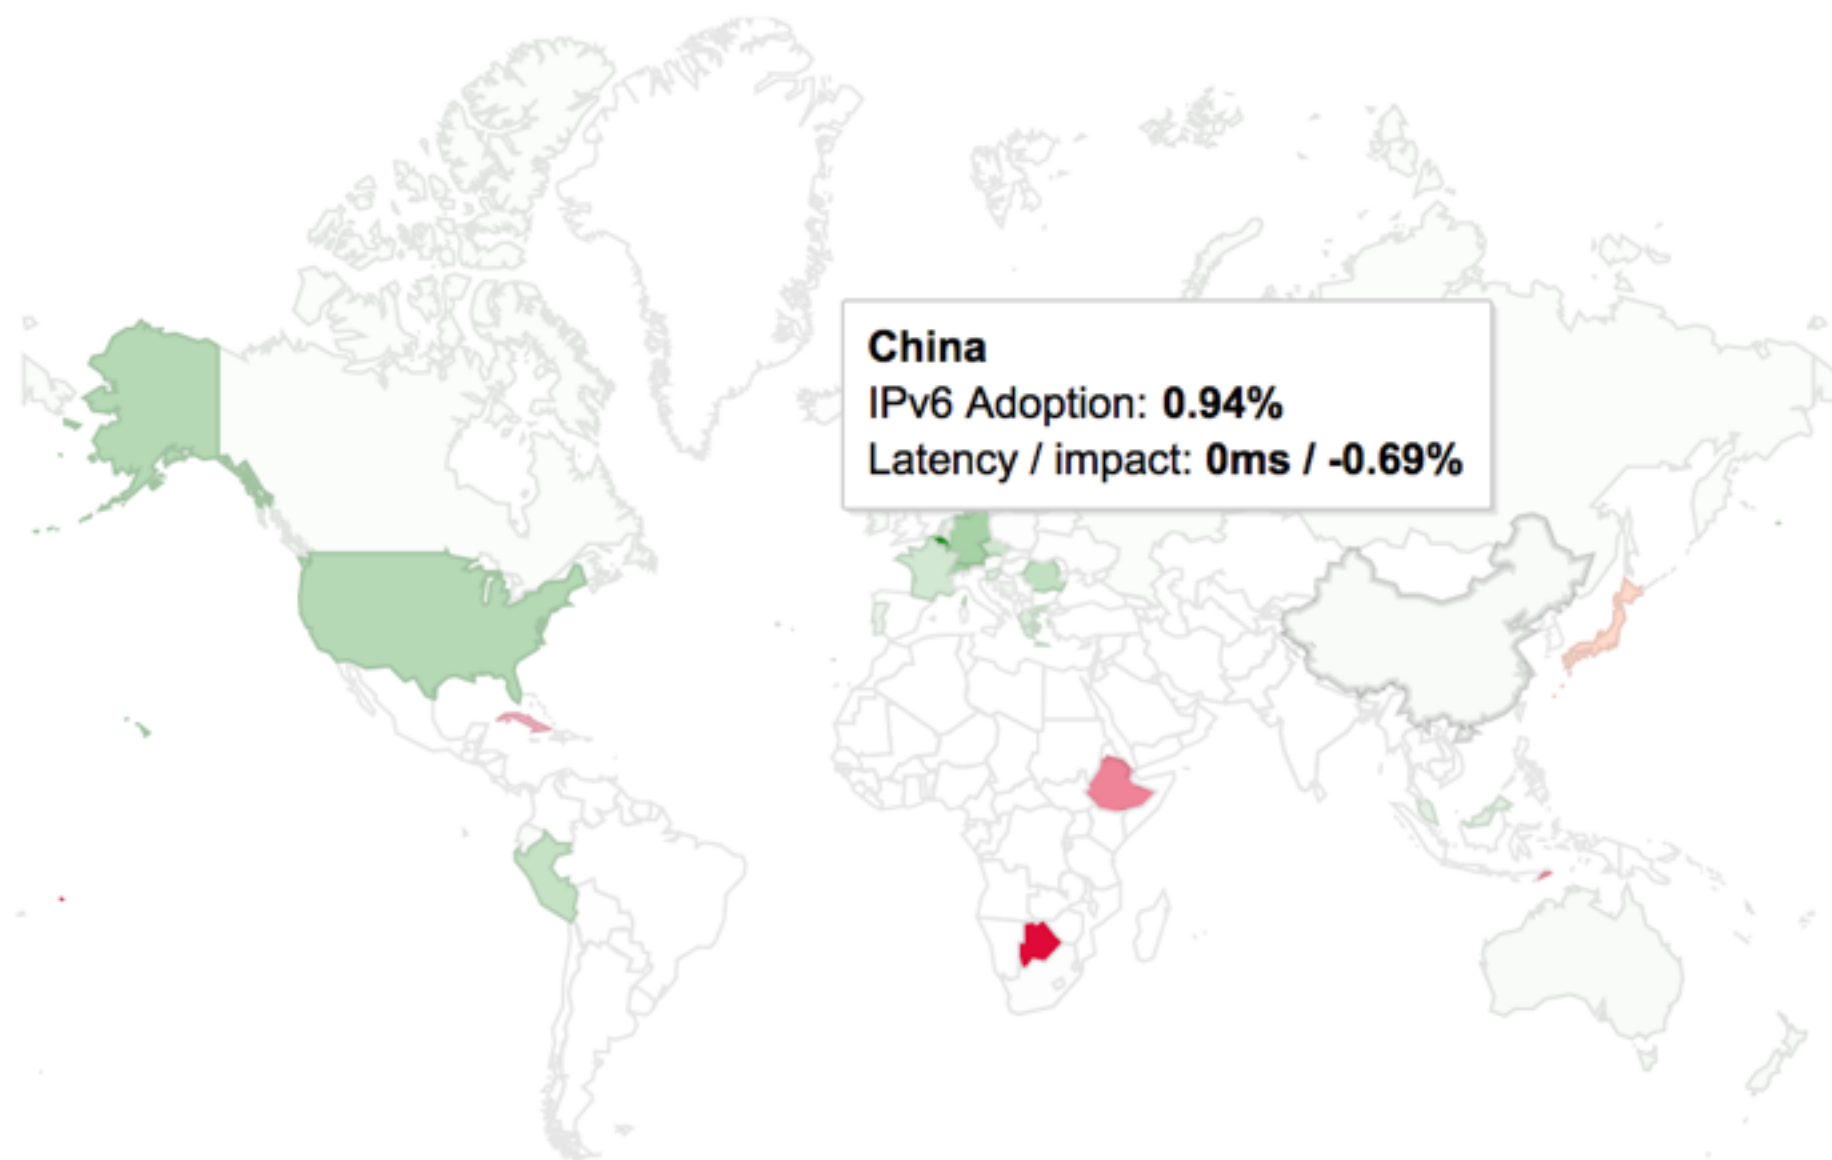 China
IPv6 Adoption: 0.94%
Latency / impact: 0ms / -0.69%